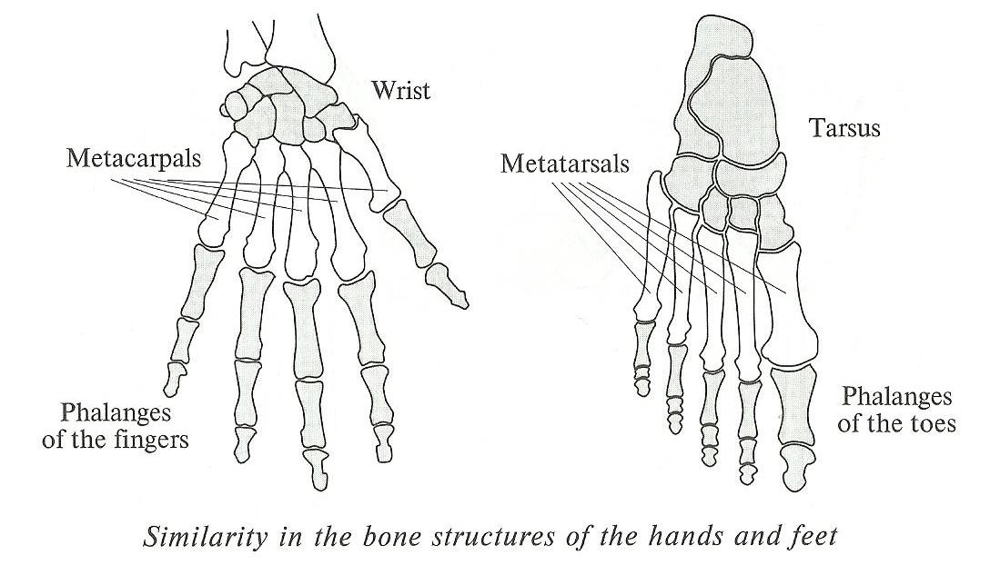 Wrist
Metacarpals
Phalanges
of the fingers
Tarsus
Metatarsals
Phalanges
of the toes
Similarity in the bone structures of the hands and feet